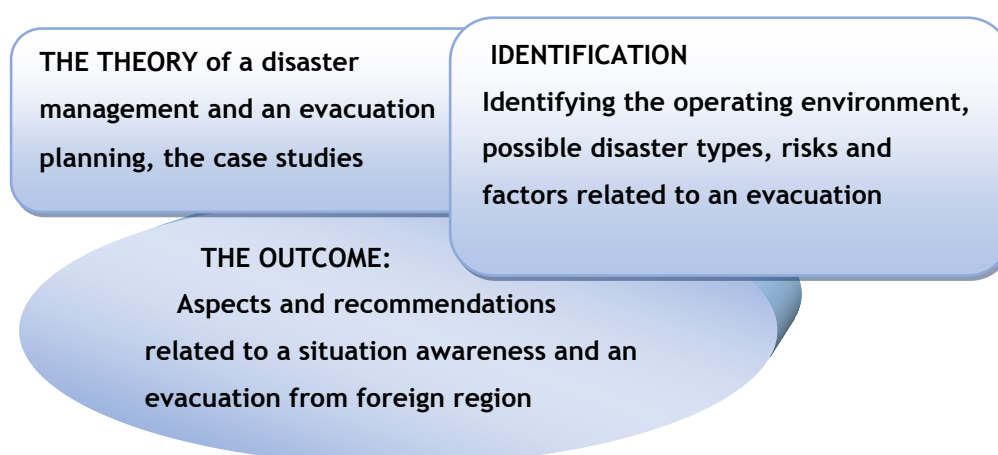 THE THEORY of a disaster
management and an evacuation
planning, the case studies
IDENTIFICATION
Identifying the operating environment,
possible disaster types, risks and
factors related to an evacuation
THE OUTCOME:
Aspects and recommendations
related to a situation awareness and an
evacuation from foreign region